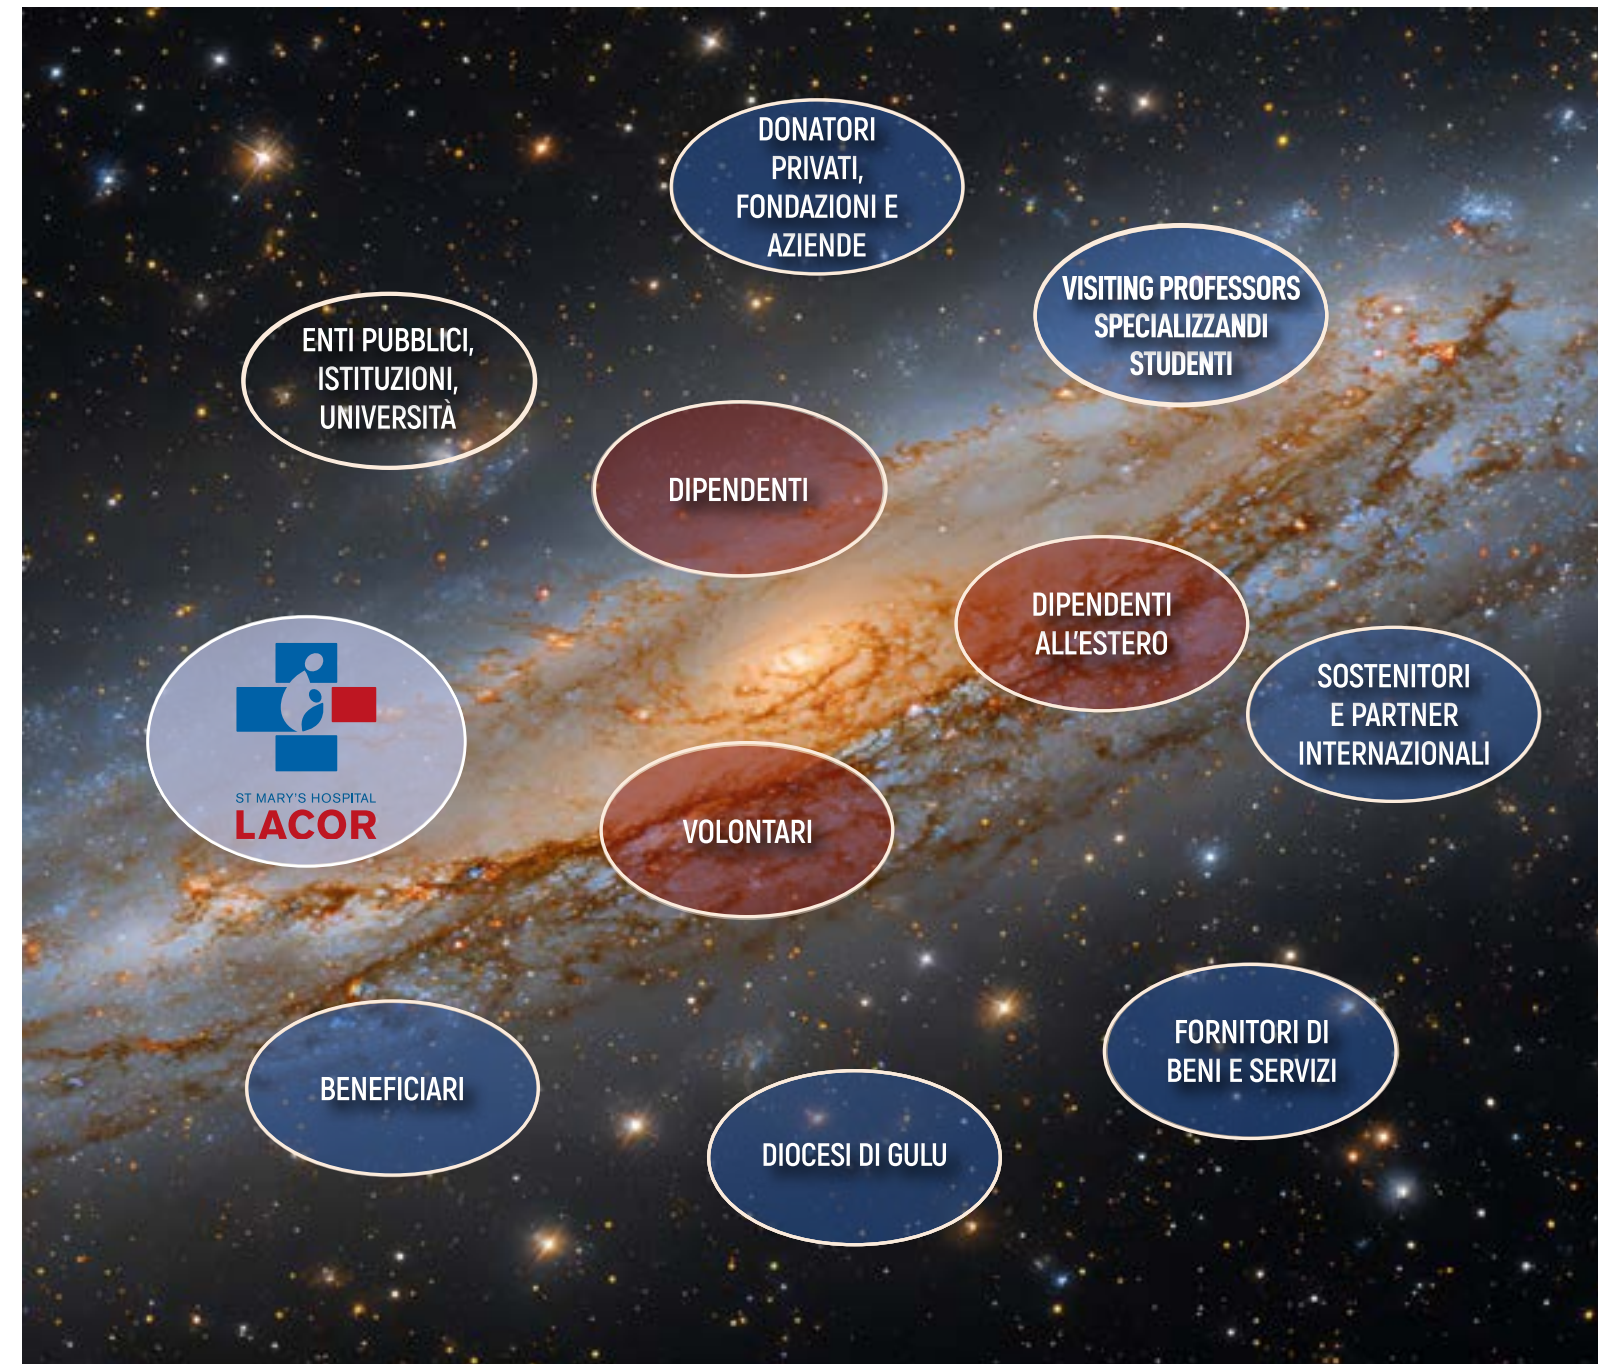 DONATORI
PRIVATI,
FONDAZIONI E
AZIENDE
VISITING PROFESSORS
SPECIALIZZANDI
STUDENTI
ENTI PUBBLICI,
ISTITUZIONI,
UNIVERSITÀ
DIPENDENTI
DIPENDENTI
ALL'ESTERO
SOSTENITORI
E PARTNER
INTERNAZIONALI
ST MARY'S HOSPITAL
LACOR
VOLONTARI
FORNITORI DI
BENI E SERVIZI
BENEFICIARI
DIOCESI DI GULU